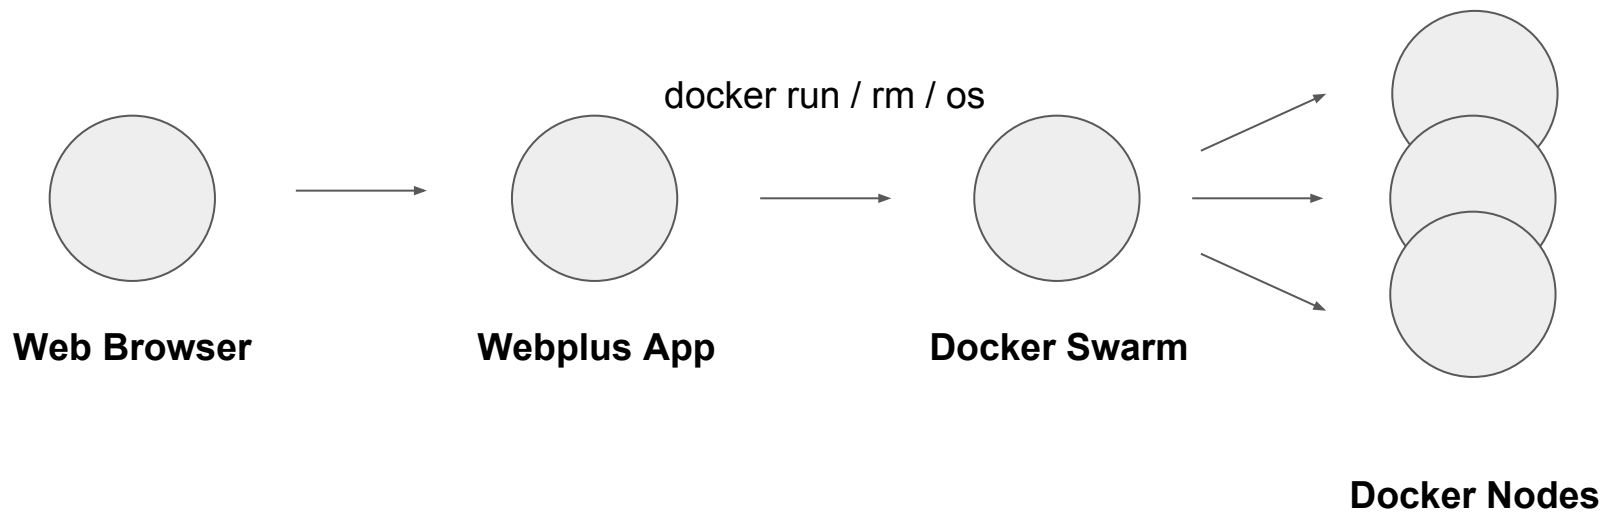 docker run / rm / os
Web Browser
Webplus App
Docker Swarm
Docker Nodes